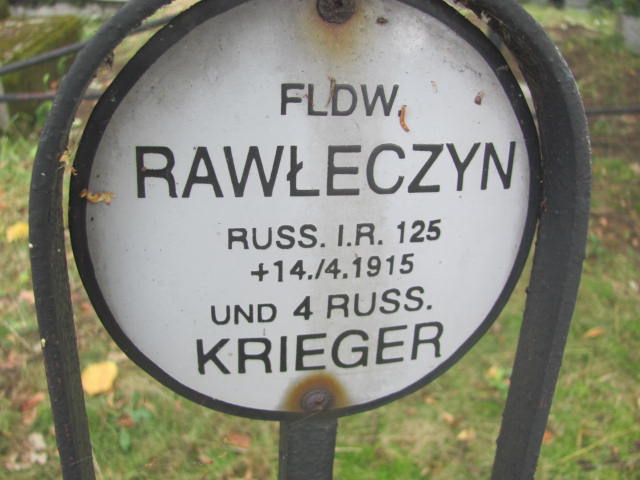 FLDW
RAWŁECZYN
RUSS. I.R. 125
+14./4.1915
UND 4 RUSS.
KRIEGER